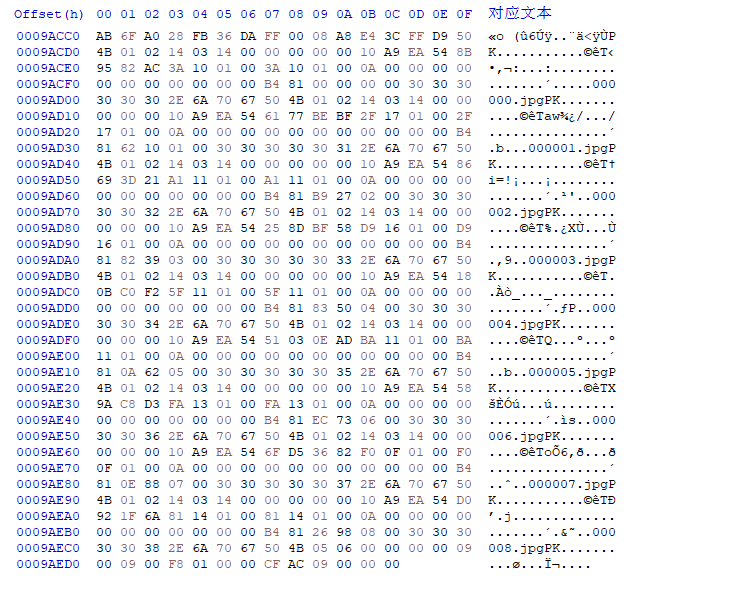 Offset(h) 00 01 02 03 04 05 06 07 08 09 0A 0B 0C 0D 0E 0F 对应文本
0009ACC0 AB 6F A0 28 FB 36 DA FF 00 08 A8 E4 3C FF D9 50 «o (û6Úÿ..¨ä<ÿÙP
0009ACD0 4B 01 02 14 03 14 00 00 00 00 00 10 A9 EA 54 8B K...........©êT‹
0009ACE0 95 82 AC 3A 10 01 00 3A 10 01 00 0A 00 00 00 00 •‚¬:...:........
0009ACF0 00 00 00 00 00 00 00 B4 81 00 00 00 00 30 30 30 .......´.....000
0009AD00 30 30 30 2E 6A 70 67 50 4B 01 02 14 03 14 00 00 000.jpgPK.......
0009AD10 00 00 00 10 A9 EA 54 61 77 BE BF 2F 17 01 00 2F ....©êTaw¾¿/.../
0009AD20 17 01 00 0A 00 00 00 00 00 00 00 00 00 00 00 B4 ...............´
0009AD30 81 62 10 01 00 30 30 30 30 30 31 2E 6A 70 67 50 .b...000001.jpgP
0009AD40 4B 01 02 14 03 14 00 00 00 00 00 10 A9 EA 54 86 K...........©êT†
0009AD50 69 3D 21 A1 11 01 00 A1 11 01 00 0A 00 00 00 00 i=!¡...¡........
0009AD60 00 00 00 00 00 00 00 B4 81 B9 27 02 00 30 30 30 .......´.¹'..000
0009AD70 30 30 32 2E 6A 70 67 50 4B 01 02 14 03 14 00 00 002.jpgPK.......
0009AD80 00 00 00 10 A9 EA 54 25 8D BF 58 D9 16 01 00 D9 ....©êT%.¿XÙ...Ù
0009AD90 16 01 00 0A 00 00 00 00 00 00 00 00 00 00 00 B4 ...............´
0009ADA0 81 82 39 03 00 30 30 30 30 30 33 2E 6A 70 67 50 .‚9..000003.jpgP
0009ADB0 4B 01 02 14 03 14 00 00 00 00 00 10 A9 EA 54 18 K...........©êT.
0009ADC0 0B C0 F2 5F 11 01 00 5F 11 01 00 0A 00 00 00 00 .Àò_..._........
0009ADD0 00 00 00 00 00 00 00 B4 81 83 50 04 00 30 30 30 .......´.ƒP..000
0009ADE0 30 30 34 2E 6A 70 67 50 4B 01 02 14 03 14 00 00 004.jpgPK.......
0009ADF0 00 00 00 10 A9 EA 54 51 03 0E AD BA 11 01 00 BA ....©êTQ...º...º
0009AE00 11 01 00 0A 00 00 00 00 00 00 00 00 00 00 00 B4 ...............´
0009AE10 81 0A 62 05 00 30 30 30 30 30 35 2E 6A 70 67 50 ..b..000005.jpgP
0009AE20 4B 01 02 14 03 14 00 00 00 00 00 10 A9 EA 54 58 K...........©êTX
0009AE30 9A C8 D3 FA 13 01 00 FA 13 01 00 0A 00 00 00 00 šÈÓú...ú........
0009AE40 00 00 00 00 00 00 00 B4 81 EC 73 06 00 30 30 30 .......´.ìs..000
0009AE50 30 30 36 2E 6A 70 67 50 4B 01 02 14 03 14 00 00 006.jpgPK.......
0009AE60 00 00 00 10 A9 EA 54 6F D5 36 82 F0 0F 01 00 F0 ....©êToÕ6‚ð...ð
0009AE70 0F 01 00 0A 00 00 00 00 00 00 00 00 00 00 00 B4 ...............´
0009AE80 81 0E 88 07 00 30 30 30 30 30 37 2E 6A 70 67 50 ..ˆ..000007.jpgP
0009AE90 4B 01 02 14 03 14 00 00 00 00 00 10 A9 EA 54 D0 K...........©êTÐ
0009AEA0 92 1F 6A 81 14 01 00 81 14 01 00 0A 00 00 00 00 ’.j.............
0009AEB0 00 00 00 00 00 00 00 B4 81 26 98 08 00 30 30 30 .......´.&˜..000
0009AEC0 30 30 38 2E 6A 70 67 50 4B 05 06 00 00 00 00 09 008.jpgPK.......
0009AED0 00 09 00 F8 01 00 00 CF AC 09 00 00 00 ...ø...Ï¬....